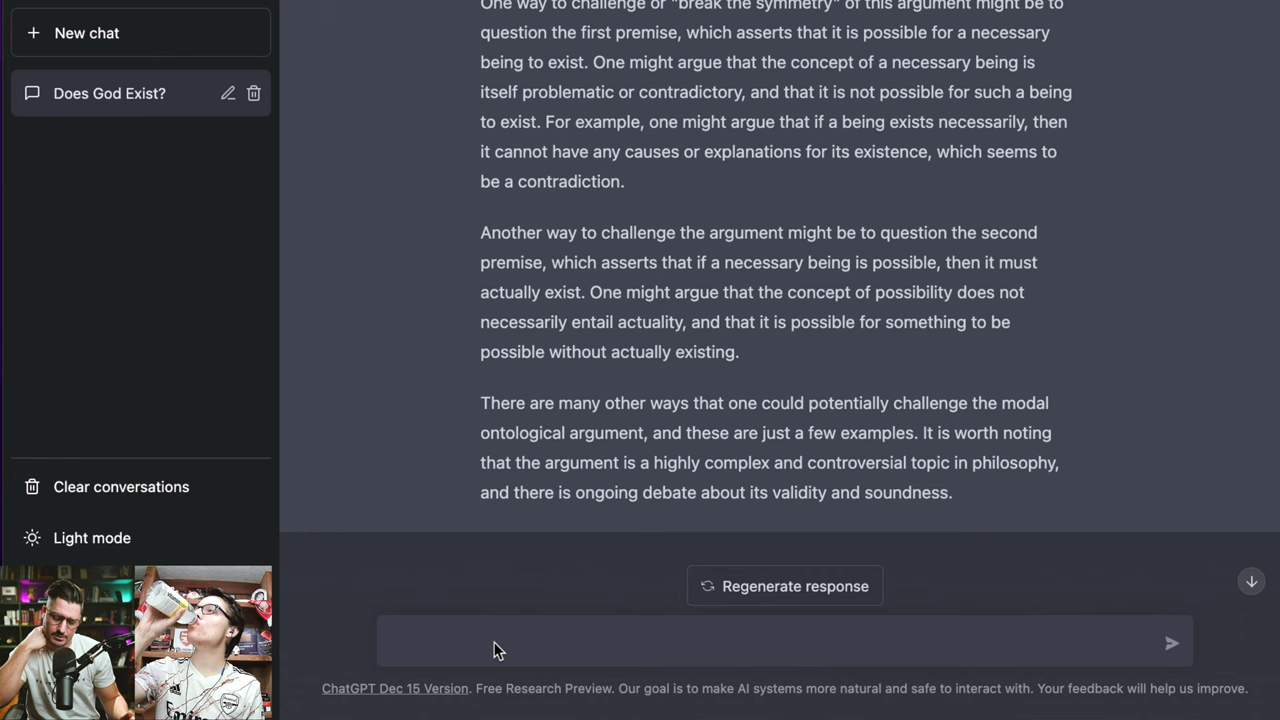 New chat
Does God Exist?
Clear conversations
Light mode
One way to challenge or "break the symmetry" of this argument might be to
question the first premise, which asserts that it is possible for a necessary
being to exist. One might argue that the concept of a necessary being is
itself problematic or contradictory, and that it is not possible for such a being
to exist. For example, one might argue that if a being exists necessarily, then
it cannot have any causes or explanations for its existence, which seems to
be a contradiction.
Another way to challenge the argument might be to question the second
premise, which asserts that if a necessary being is possible, then it must
actually exist. One might argue that the concept of possibility does not
necessarily entail actuality, and that it is possible for something to be
possible without actually existing.
There are many other ways that one could potentially challenge the modal
ontological argument, and these are just a few examples. It is worth noting
that the argument is a highly complex and controversial topic in philosophy,
and there is ongoing debate about its validity and soundness.
Regenerate response
ChatGPT Dec 15 Version. Free Research Preview. Our goal is to make AI systems more natural and safe to interact with. Your feedback will help us improve.